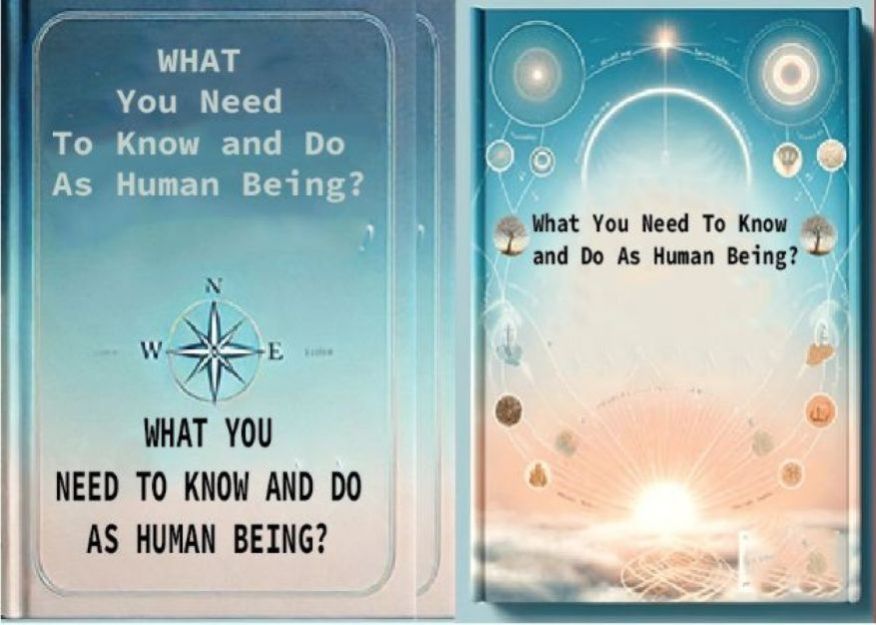 WHAT
You Need
To Know and Do
As Human Being?
N
W E
WHAT YOU
NEED TO KNOW AND DO
AS HUMAN BEING?
What You Need To Know
and Do As Human Being?